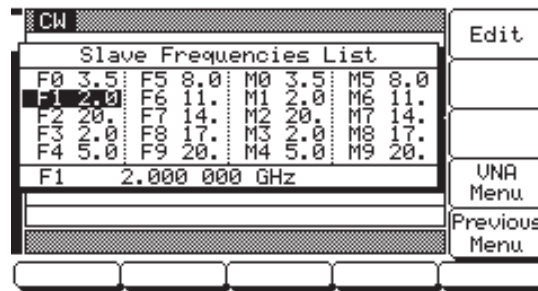 CW
Edit
Slave Frequencies List
F0 3.5 F5 8.0 M0 3.5 M5 8.0
F1 2.0 F6 11. M1 2.0 M6 11.
F2 20. F7 14. M2 20. M7 14.
F3 2.0 F8 17. M3 2.0 M8 17.
F4 5.0 F9 20. M4 5.0 M9 20.
F1 2.000 000 GHz
VNA
Menu
Previous
Menu